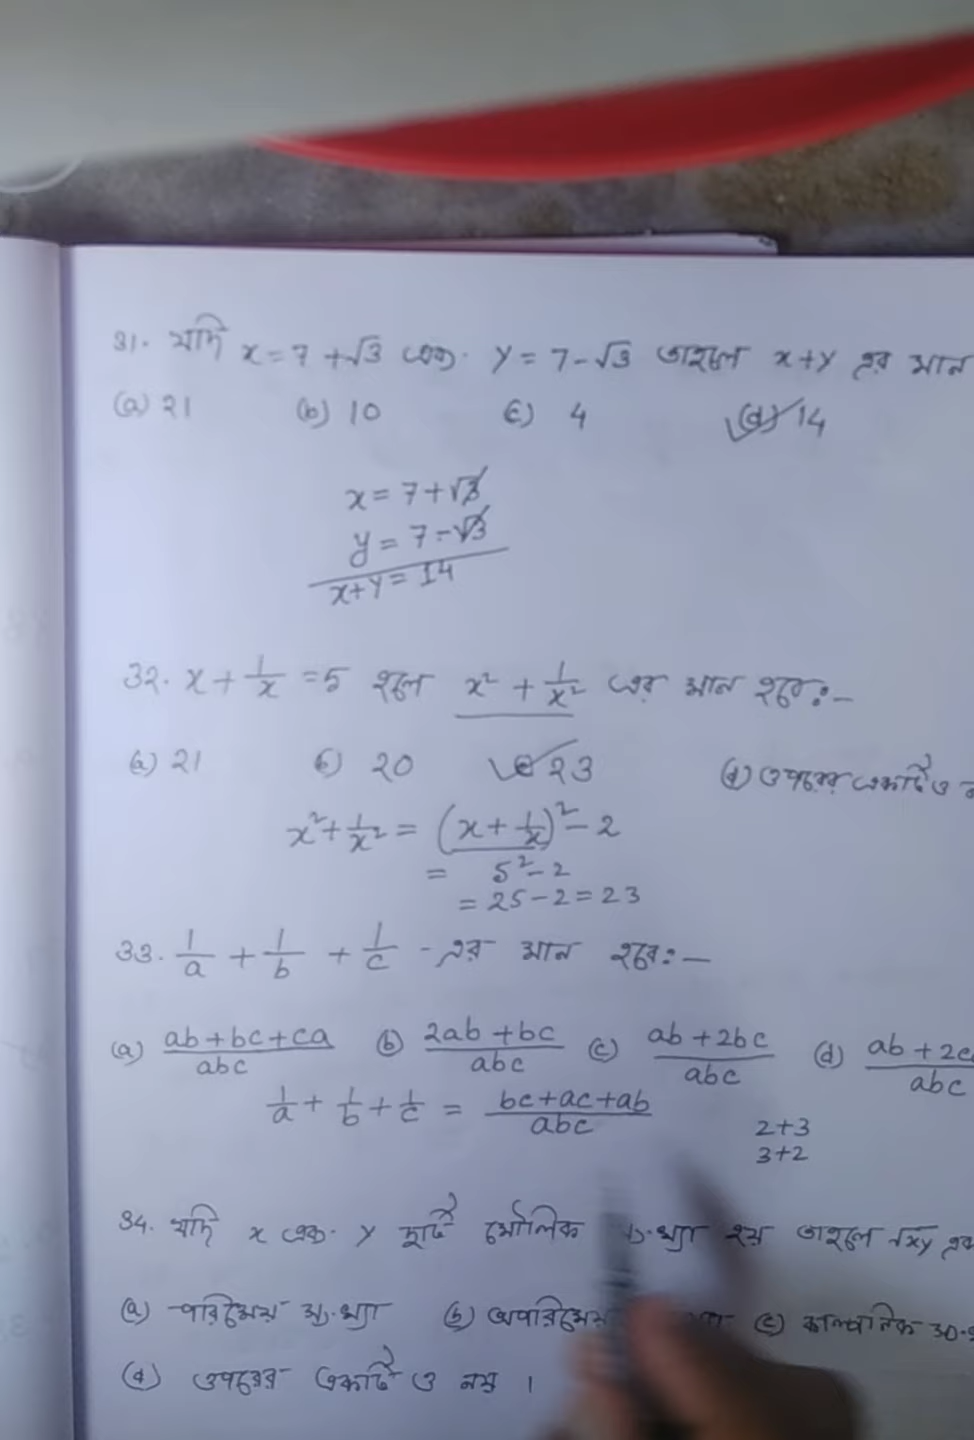 31. যদি x = 7 + √3 এবং y = 7 - √3 তাহলে x+y এর মান
(a) 21 (b) 10 (c) 4 (d) 14
x = 7 + √3
y = 7 - √3
x+y = 14
32. x + 1/x = 5 হলে x² + 1/x² এর মান হবে:-
(a) 21 b) 20 c 23 (d) উপরের একটি ও
x² + 1/x² = (x + 1/x)² - 2
= 5² - 2
= 25 - 2 = 23
33. 1/a + 1/b + 1/c - এর মান হবে:-
(a) ab+bc+ca/abc (b) 2ab+bc/abc (c) ab+2bc/abc (d) ab+2c/abc
1/a + 1/b + 1/c = bc+ac+ab/abc
2+3
3+2
34. যদি x এবং y দুটি মৌলিক হয় তাহলে √xy এর
(a) পরিমেয় সংখ্যা (b) অপরিমেয় (c) কাল্পনিক
(d) উপরের একটি ও নয় ।